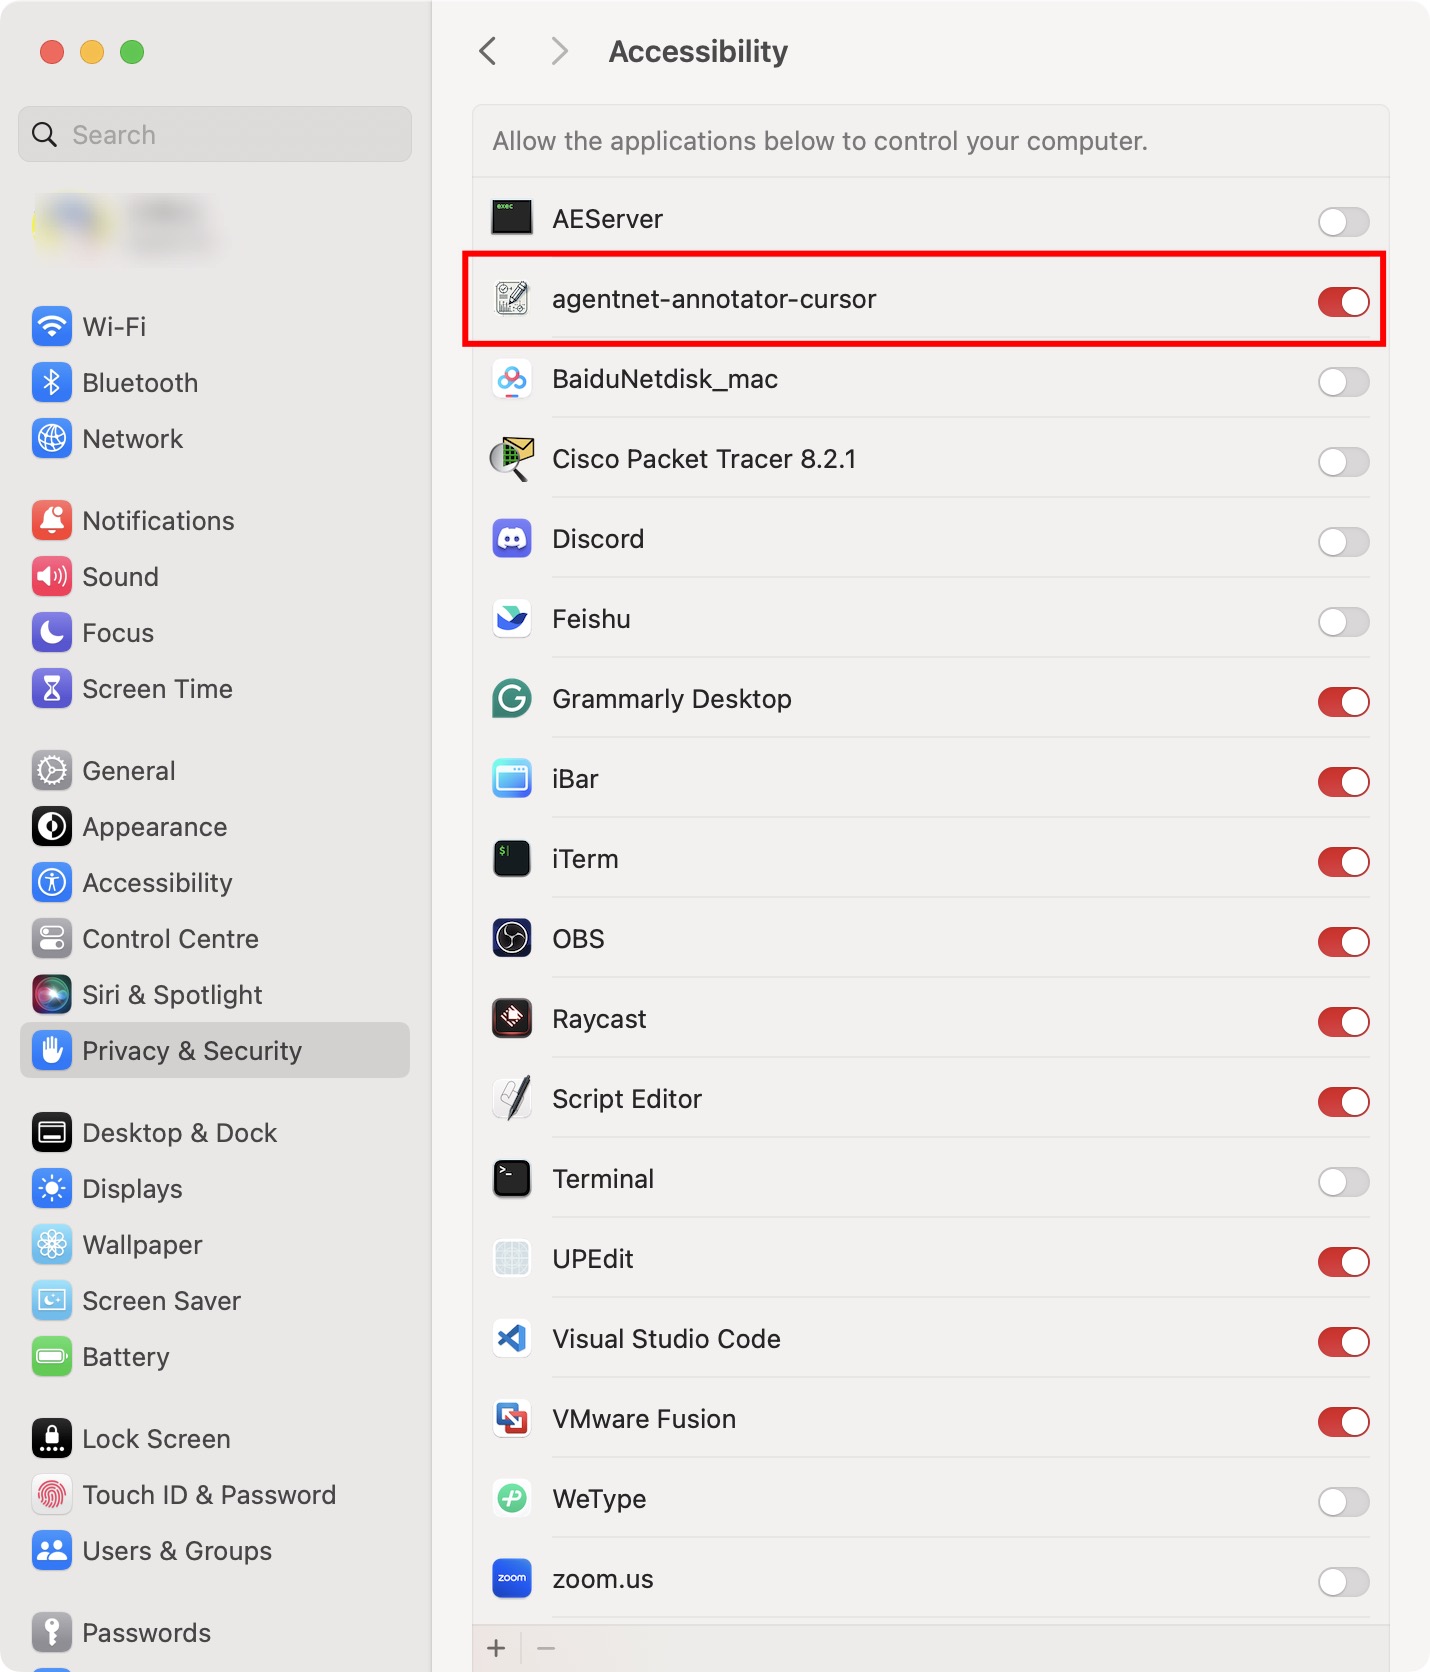 Accessibility
Search
Allow the applications below to control your computer.
Wi-Fi
Bluetooth
Network
Notifications
Sound
Focus
Screen Time
General
Appearance
Accessibility
Control Centre
Siri & Spotlight
Privacy & Security
Desktop & Dock
Displays
Wallpaper
Screen Saver
Battery
Lock Screen
Touch ID & Password
Users & Groups
Passwords
exec
AEServer
agentnet-annotator-cursor
BaiduNetdisk_mac
Cisco Packet Tracer 8.2.1
Discord
Feishu
Grammarly Desktop
iBar
iTerm
OBS
Raycast
Script Editor
Terminal
UPEdit
Visual Studio Code
VMware Fusion
WeType
zoom
zoom.us